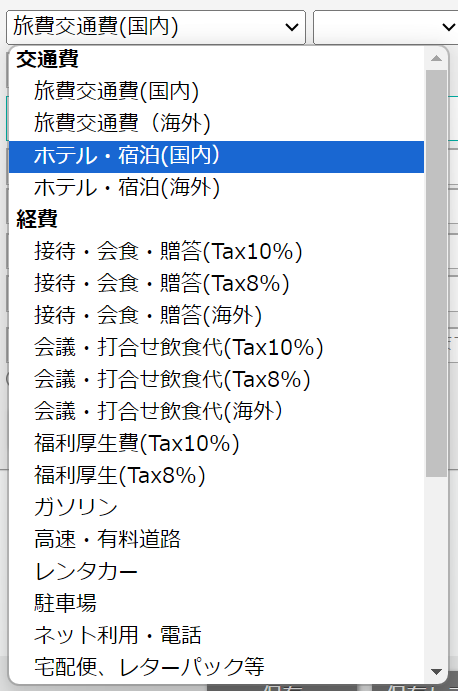 旅費交通費(国内)
交通費
旅費交通費(国内)
旅費交通費（海外)
ホテル・宿泊(国内）
ホテル・宿泊(海外)
経費
接待・会食・贈答(Tax10%)
接待・会食・贈答(Tax8%)
接待・会食・贈答(海外)
会議・打合せ飲食代(Tax10%)
会議・打合せ飲食代(Tax8%)
会議・打合せ飲食代(海外）
福利厚生費(Tax10%)
福利厚生(Tax8%)
ガソリン
高速・有料道路
レンタカー
駐車場
ネット利用・電話
宅配便、レターパック等